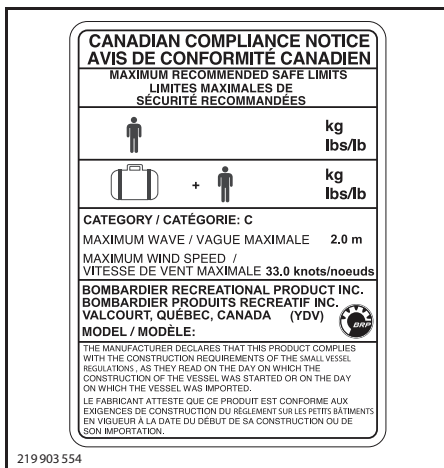 CANADIAN COMPLIANCE NOTICE
AVIS DE CONFORMITÉ CANADIEN
MAXIMUM RECOMMENDED SAFE LIMITS
LIMITES MAXIMALES DE
SÉCURITÉ RECOMMANDÉES
kg
lbs/lb
+
kg
lbs/lb
CATEGORY / CATÉGORIE: C
MAXIMUM WAVE / VAGUE MAXIMALE 2.0 m
MAXIMUM WIND SPEED /
VITESSE DE VENT MAXIMALE 33.0 knots/noeuds
BOMBARDIER RECREATIONAL PRODUCT INC.
BOMBARDIER PRODUITS RECREATIF INC.
VALCOURT, QUÉBEC, CANADA (YDV)
BRP
MODEL / MODÈLE:
THE MANUFACTURER DECLARES THAT THIS PRODUCT COMPLIES
WITH THE CONSTRUCTION REQUIREMENTS OF THE SMALL VESSEL
REGULATIONS, AS THEY READ ON THE DAY ON WHICH THE
CONSTRUCTION OF THE VESSEL WAS STARTED OR ON THE DAY
ON WHICH THE VESSEL WAS IMPORTED.
LE FABRICANT ATTESTE QUE CE PRODUIT EST CONFORME AUX
EXIGENCES DE CONSTRUCTION DU RÈGLEMENT SUR LES PETITS BÂTIMENTS
EN VIGUEUR À LA DATE DU DÉBUT DE SA CONSTRUCTION OU DE
SON IMPORTATION.
219 903 554